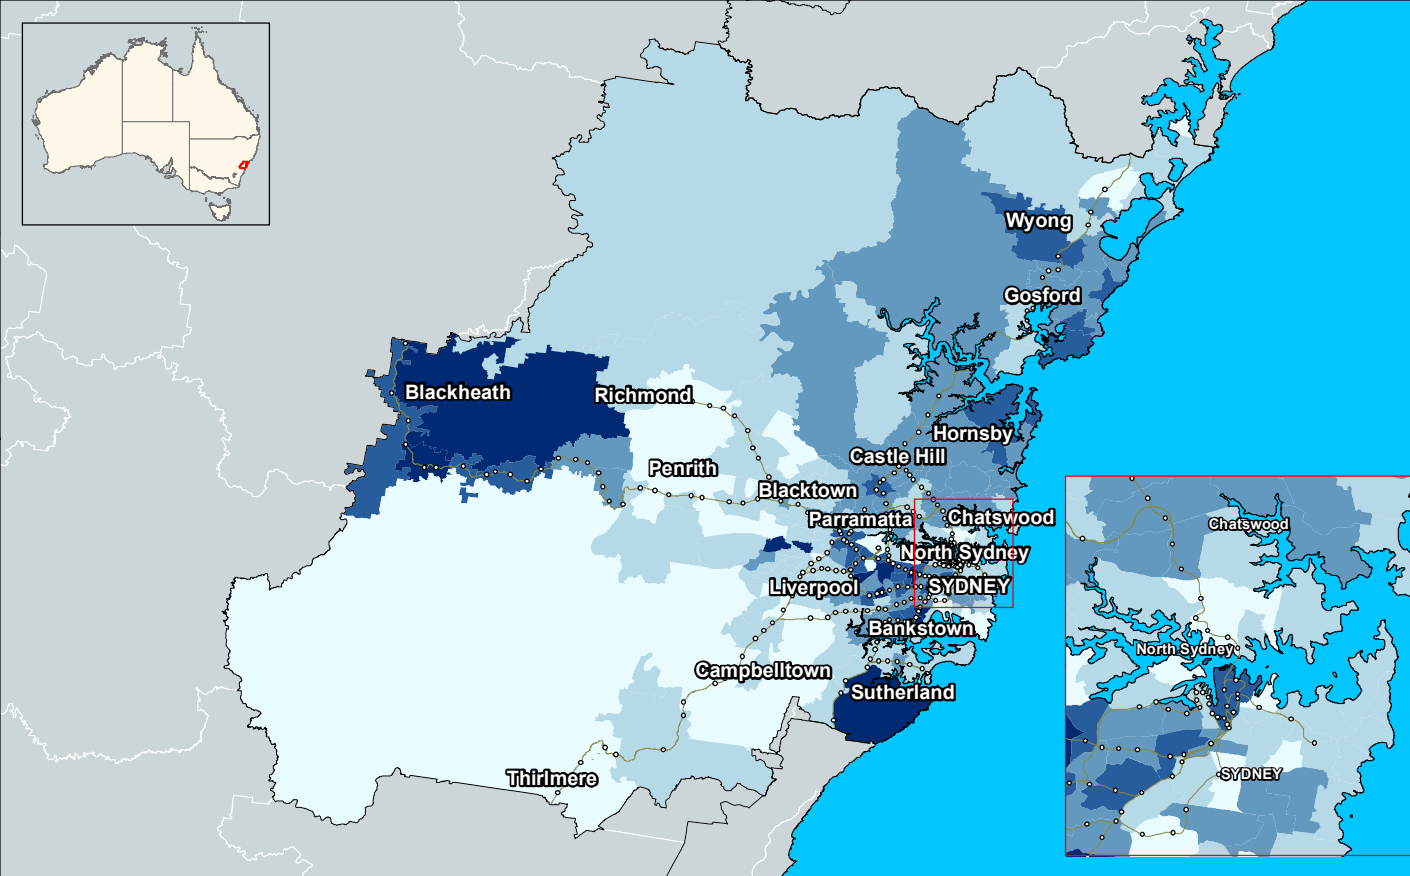 Wyong
Gosford
Blackheath
Richmond
Hornsby
Castle Hill
Penrith
Blacktown
Parramatta
Chatswood
North Sydney
Liverpool
SYDNEY
Bankstown
Campbelltown
Sutherland
Thirlmere
Chatswood
North Sydney
SYDNEY